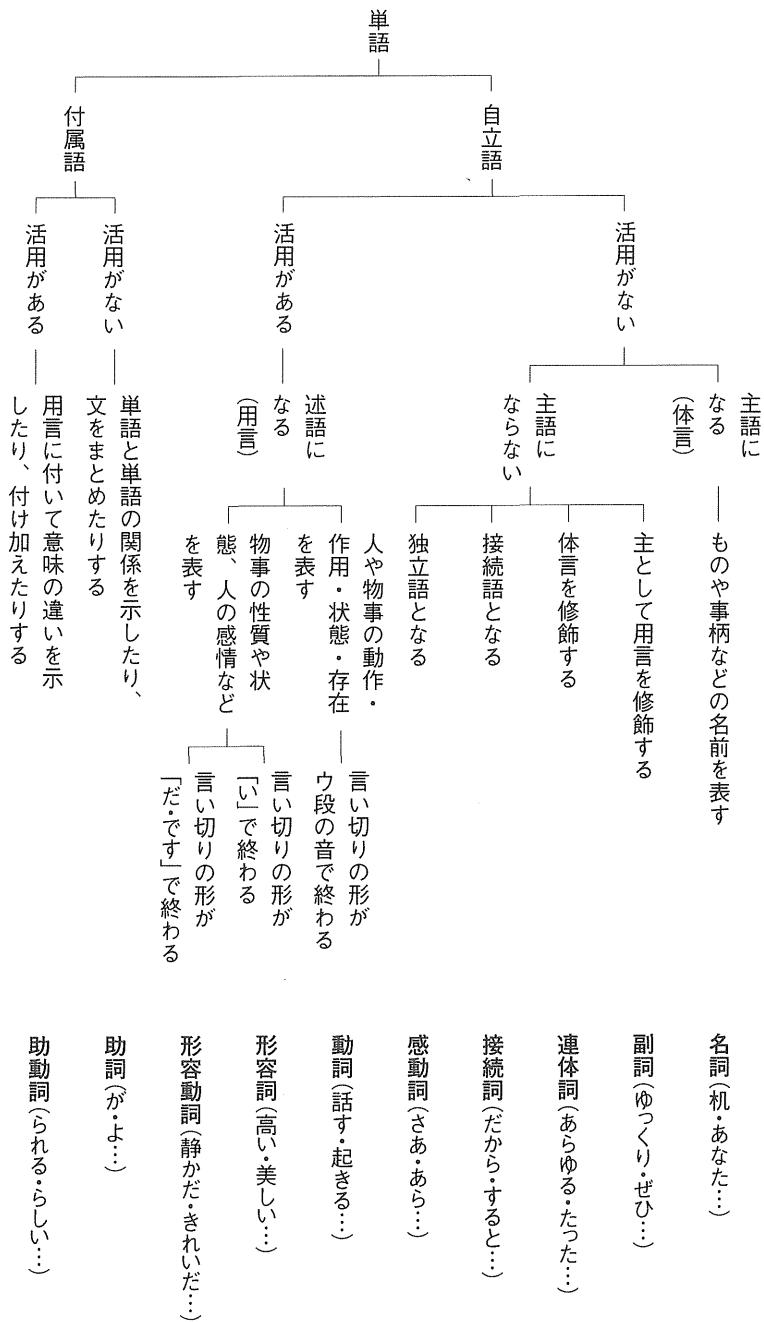 単語
自立語
付属語
活用がない
活用がある
活用がない
活用がある
主語に
なる
（体言）
主語に
ならない
述語に
なる
（用言）
単語と単語の関係を示したり、
文をまとめたりする
用言に付いて意味の違いを示
したり、付け加えたりする
ものや事柄などの名前を表す
主として用言を修飾する
体言を修飾する
接続語となる
独立語となる
人や物事の動作・
作用・状態・存在
を表す
物事の性質や状
態、人の感情など
を表す
言い切りの形が
ウ段の音で終わる
言い切りの形が
「い」で終わる
言い切りの形が
「だ・です」で終わる
名詞（机・あなた…）
副詞（ゆっくり・ぜひ…）
連体詞（あらゆる・たった…）
接続詞（だから・すると…）
感動詞（さあ・あら…）
動詞（話す・起きる…）
形容詞（高い・美しい…）
形容動詞（静かだ・きれいだ…）
助詞（が・よ…）
助動詞（られる・らしい…）